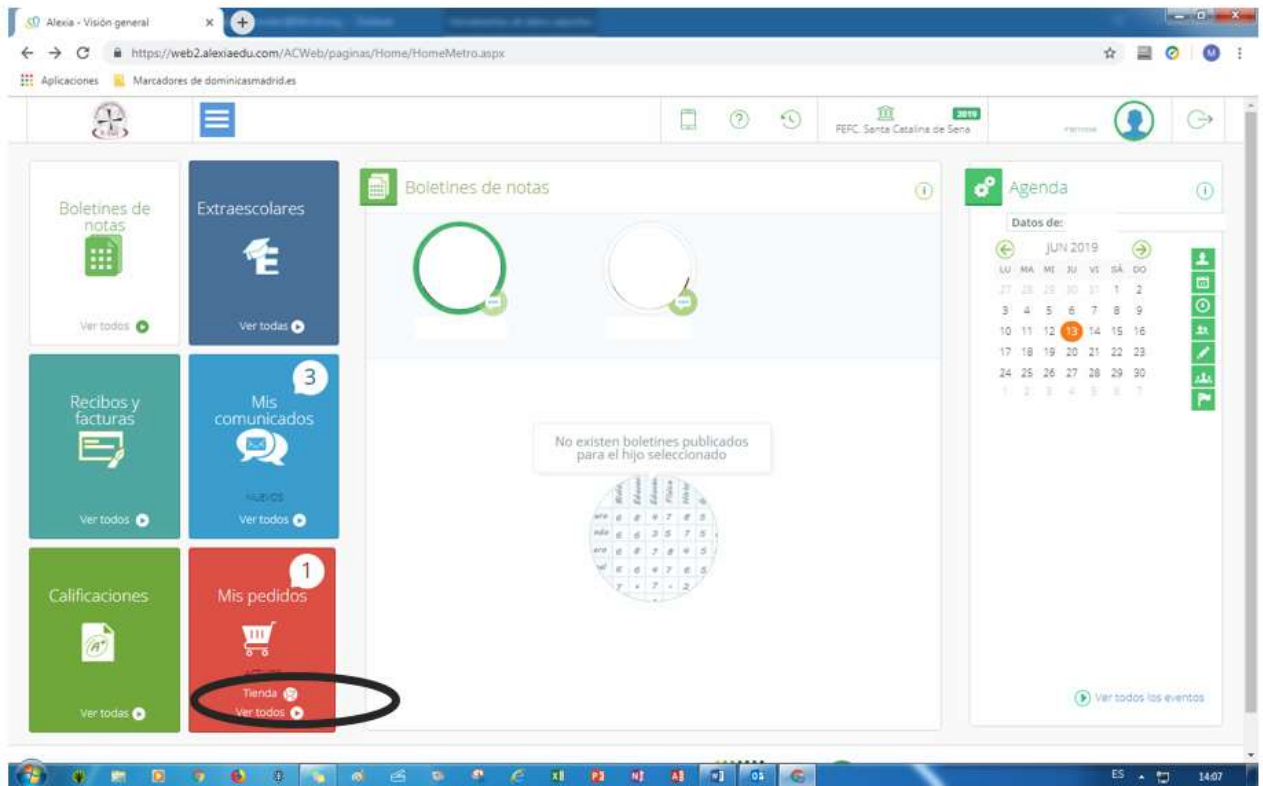 Alexia - Visión general
https://web2.alexiaedu.com/ACWeb/paginas/Home/HomeMetro.aspx
M
Aplicaciones
Marcadores de dominicasmadrid.es
FEFC. Santa Catalina de Sena
2019
Boletines de
notas
Ver todos
Extraescolares
E
Ver todas
Recibos y
facturas
Ver todos
3
Mis
comunicados
NUEVOS
Ver todos
Calificaciones
A+
Ver todas
1
Mis pedidos
Tienda
Ver todos
Boletines de notas
No existen boletines publicados
para el hijo seleccionado
Agenda
Datos de:
JUN 2019
LU MA MI JU VI SÁ DO
27 28 29 30 31 1 2
3 4 5 6 7 8 9
10 11 12 13 14 15 16
17 18 19 20 21 22 23
24 25 26 27 28 29 30
1 2 3 4 5 6 7
Ver todos los eventos
ES
14:07